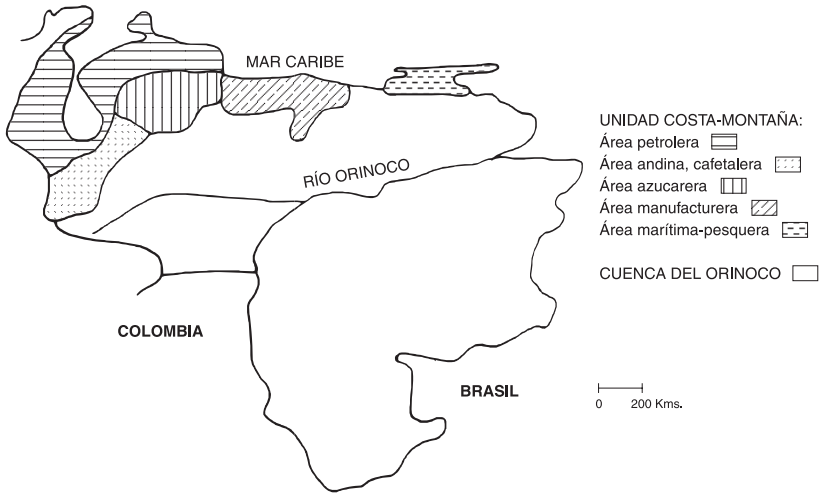 MAR CARIBE
RÍO ORINOCO
COLOMBIA
BRASIL
UNIDAD COSTA-MONTAÑA:
Área petrolera
Área andina, cafetalera
Área azucarera
Área manufacturera
Área marítima-pesquera
CUENCA DEL ORINOCO
0 200 Kms.